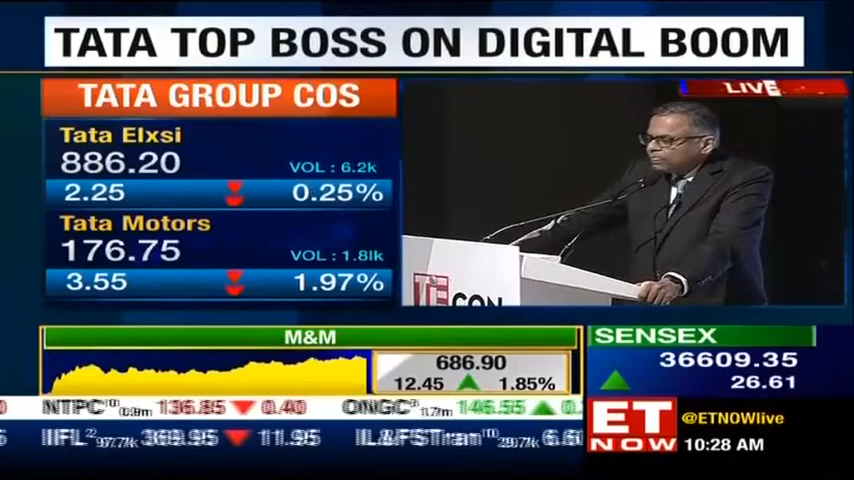 TATA TOP BOSS ON DIGITAL BOOM
TATA GROUP COS
LIVE
Tata Elxsi
886.20 VOL : 6.2k
2.25 0.25%
Tata Motors
176.75 VOL : 1.8lk
3.55 1.97%
TiE
CON
M&M
686.90
12.45 1.85%
SENSEX
36609.35
26.61
NTPC 136.85 0.40 ONGC 146.55
IIFL 369.95 11.95 IL&FSTran
ET
NOW
@ETNOWlive
10:28 AM